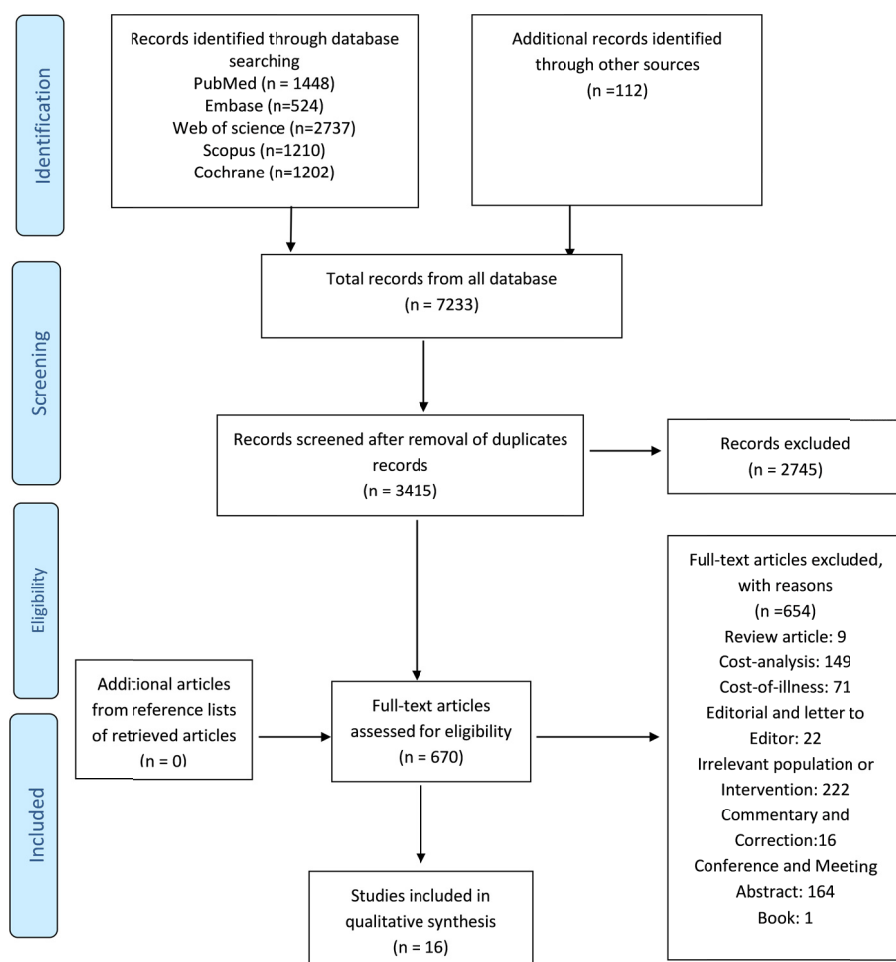 Identification
Records identified through database
searching
PubMed (n = 1448)
Embase (n=524)
Web of science (n=2737)
Scopus (n=1210)
Cochrane (n=1202)
Additional records identified
through other sources
(n =112)
Screening
Total records from all database
(n = 7233)
Records screened after removal of duplicates
records
(n = 3415)
Records excluded
(n = 2745)
Eligibility
Full-text articles excluded,
with reasons
(n =654)
Review article: 9
Cost-analysis: 149
Cost-of-illness: 71
Editorial and letter to
Editor: 22
Irrelevant population or
Intervention: 222
Commentary and
Correction:16
Conference and Meeting
Abstract: 164
Book: 1
Additional articles
from reference lists
of retrieved articles
(n = 0)
Full-text articles
assessed for eligibility
(n = 670)
Included
Studies included in
qualitative synthesis
(n = 16)